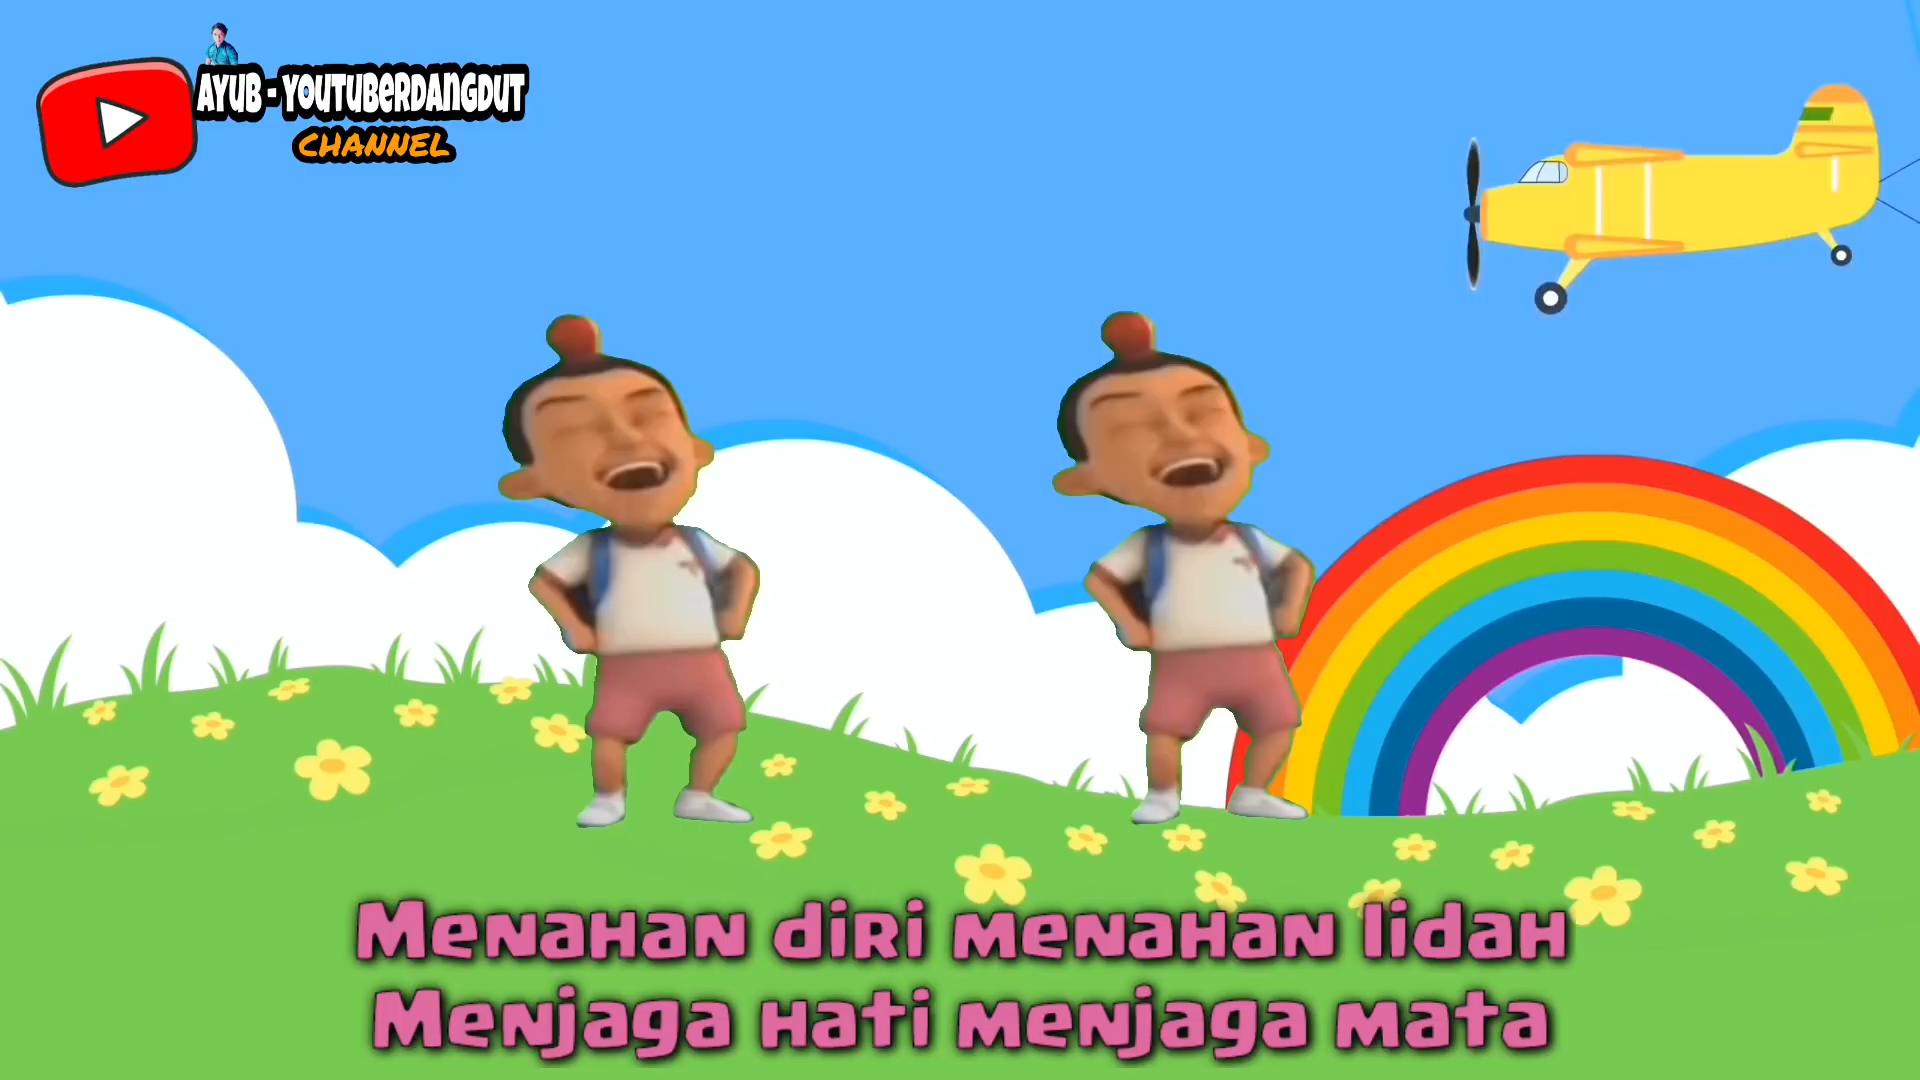 AYUB - YOUTUBERDANGDUT
CHANNEL
Menahan diri menahan lidah
Menjaga hati menjaga mata